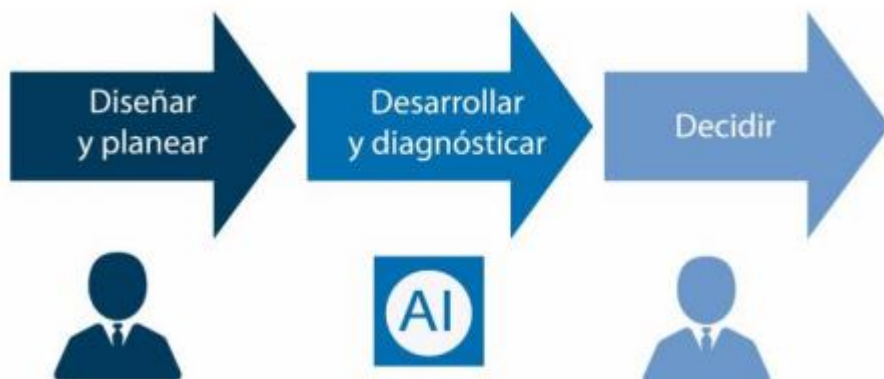 Diseñar
y planear
Desarrollar
y diagnósticar
Decidir
AI